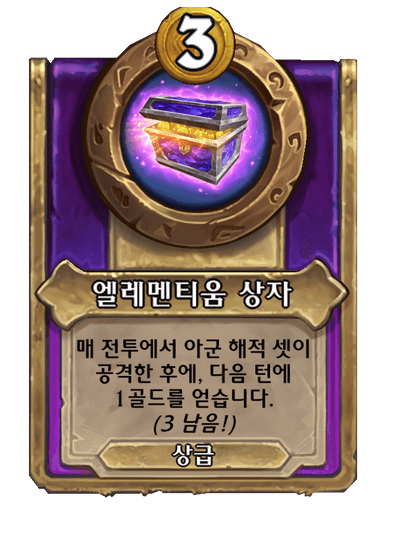 3
엘레멘티움 상자
매 전투에서 아군 해적 셋이
공격한 후에, 다음 턴에
1골드를 얻습니다.
(3 남음!)
상급